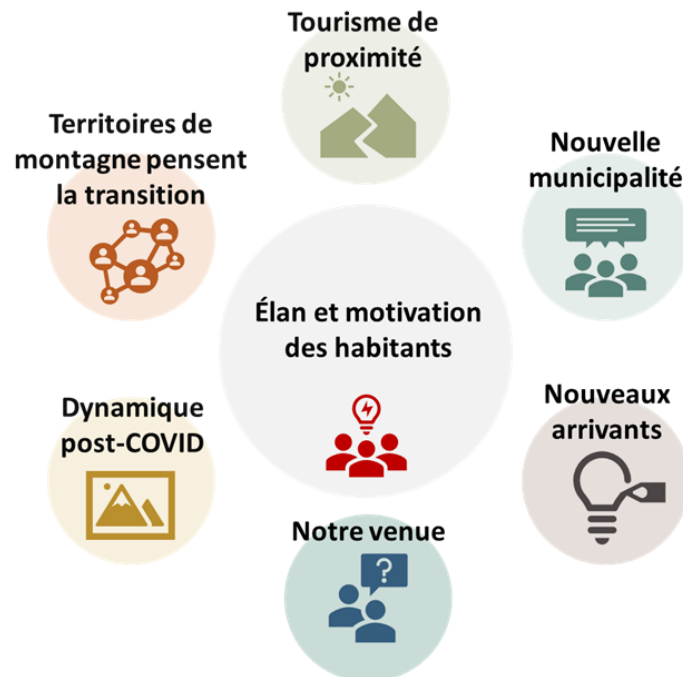 Tourisme de
proximité
Territoires de
montagne pensent
la transition
Nouvelle
municipalité
Élan et motivation
des habitants
Dynamique
post-COVID
Nouveaux
arrivants
Notre venue
?